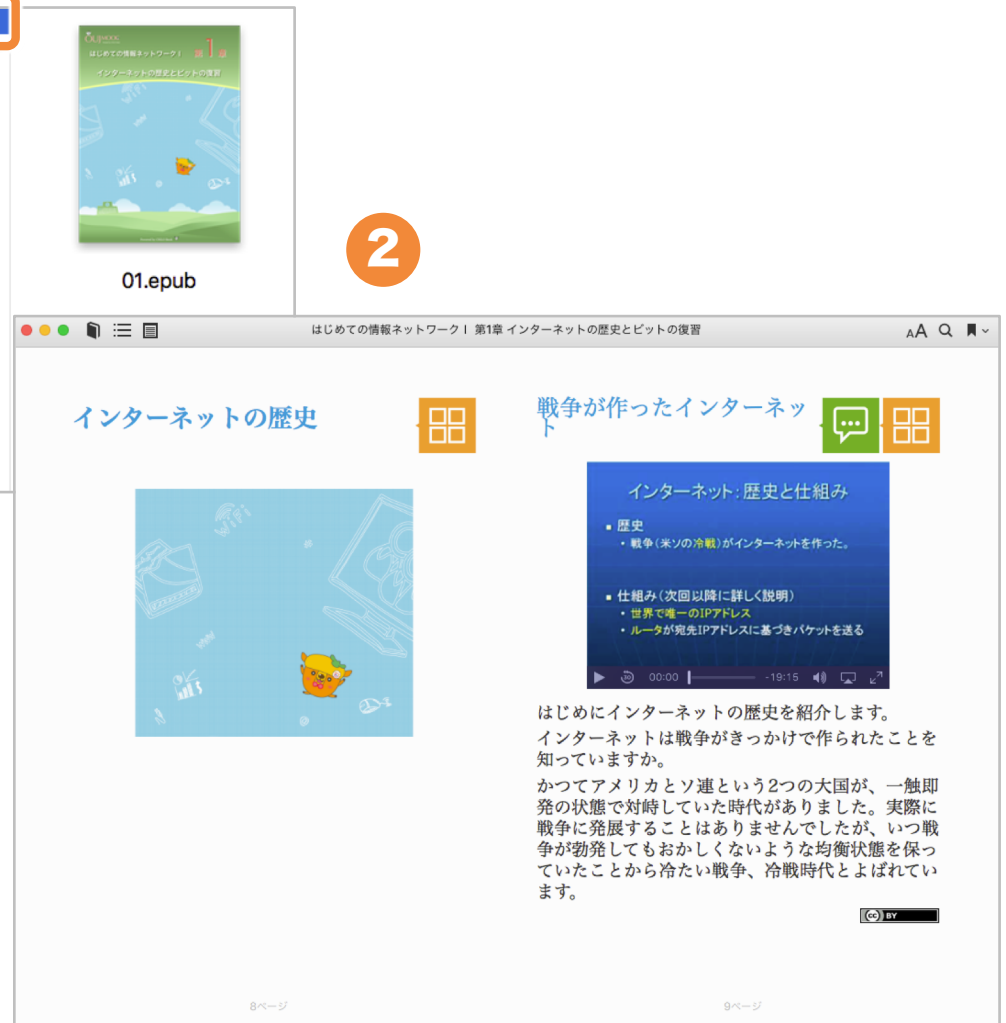 OUJ MOOC
はじめての情報ネットワークⅠ 第1章
インターネットの歴史とビットの復習
WiFi
WWW
01.epub
2
はじめての情報ネットワークⅠ 第1章 インターネットの歴史とビットの復習
AA
インターネットの歴史
WiFi
WWW
8ページ
戦争が作ったインターネッ
ト
インターネット:歴史と仕組み
▪ 歴史
• 戦争(米ソの冷戦)がインターネットを作った。
▪ 仕組み(次回以降に詳しく説明)
• 世界で唯一のIPアドレス
• ルータが宛先IPアドレスに基づきパケットを送る
30 00:00 -19:15
はじめにインターネットの歴史を紹介します。
インターネットは戦争がきっかけで作られたことを
知っていますか。
かつてアメリカとソ連という2つの大国が、一触即
発の状態で対峙していた時代がありました。実際に
戦争に発展することはありませんでしたが、いつ戦
争が勃発してもおかしくないような均衡状態を保っ
ていたことから冷たい戦争、冷戦時代とよばれてい
ます。
cc BY
9ページ